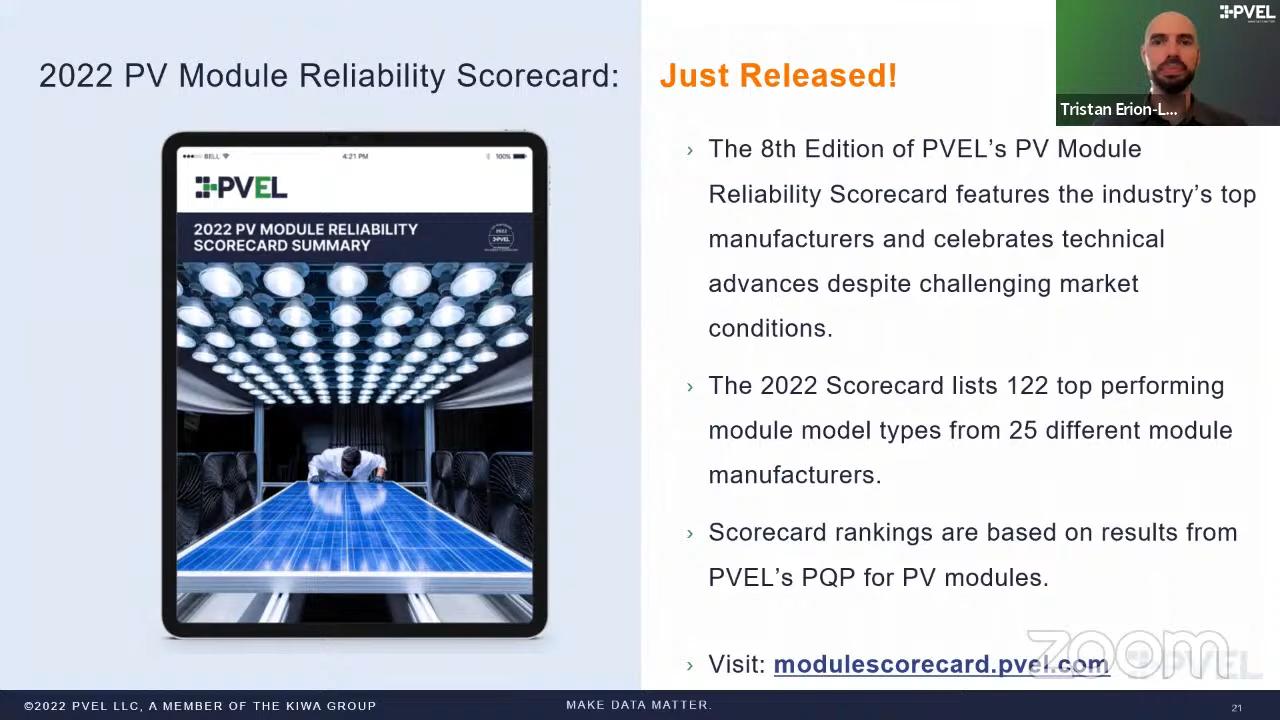 PVEL
2022 PV Module Reliability Scorecard:
Just Released!
Tristan Erion-L...
BELL
4:21 PM
100%
PVEL
2022 PV MODULE RELIABILITY
SCORECARD SUMMARY
2022
PVEL
› The 8th Edition of PVEL’s PV Module
Reliability Scorecard features the industry’s top
manufacturers and celebrates technical
advances despite challenging market
conditions.
› The 2022 Scorecard lists 122 top performing
module model types from 25 different module
manufacturers.
› Scorecard rankings are based on results from
PVEL’s PQP for PV modules.
› Visit: modulescorecard.pvel.com
zoom
PVEL
©2022 PVEL LLC, A MEMBER OF THE KIWA GROUP
MAKE DATA MATTER.
21